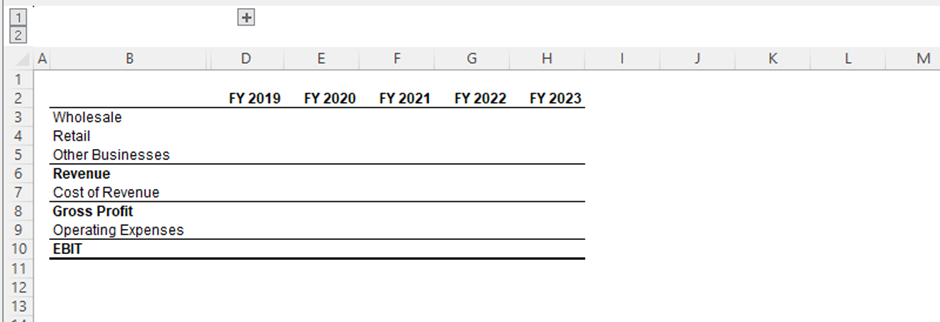 1 +
2
A B D E F G H I J K L M
1
2 FY 2019 FY 2020 FY 2021 FY 2022 FY 2023
3 Wholesale
4 Retail
5 Other Businesses
6 Revenue
7 Cost of Revenue
8 Gross Profit
9 Operating Expenses
10 EBIT
11
12
13